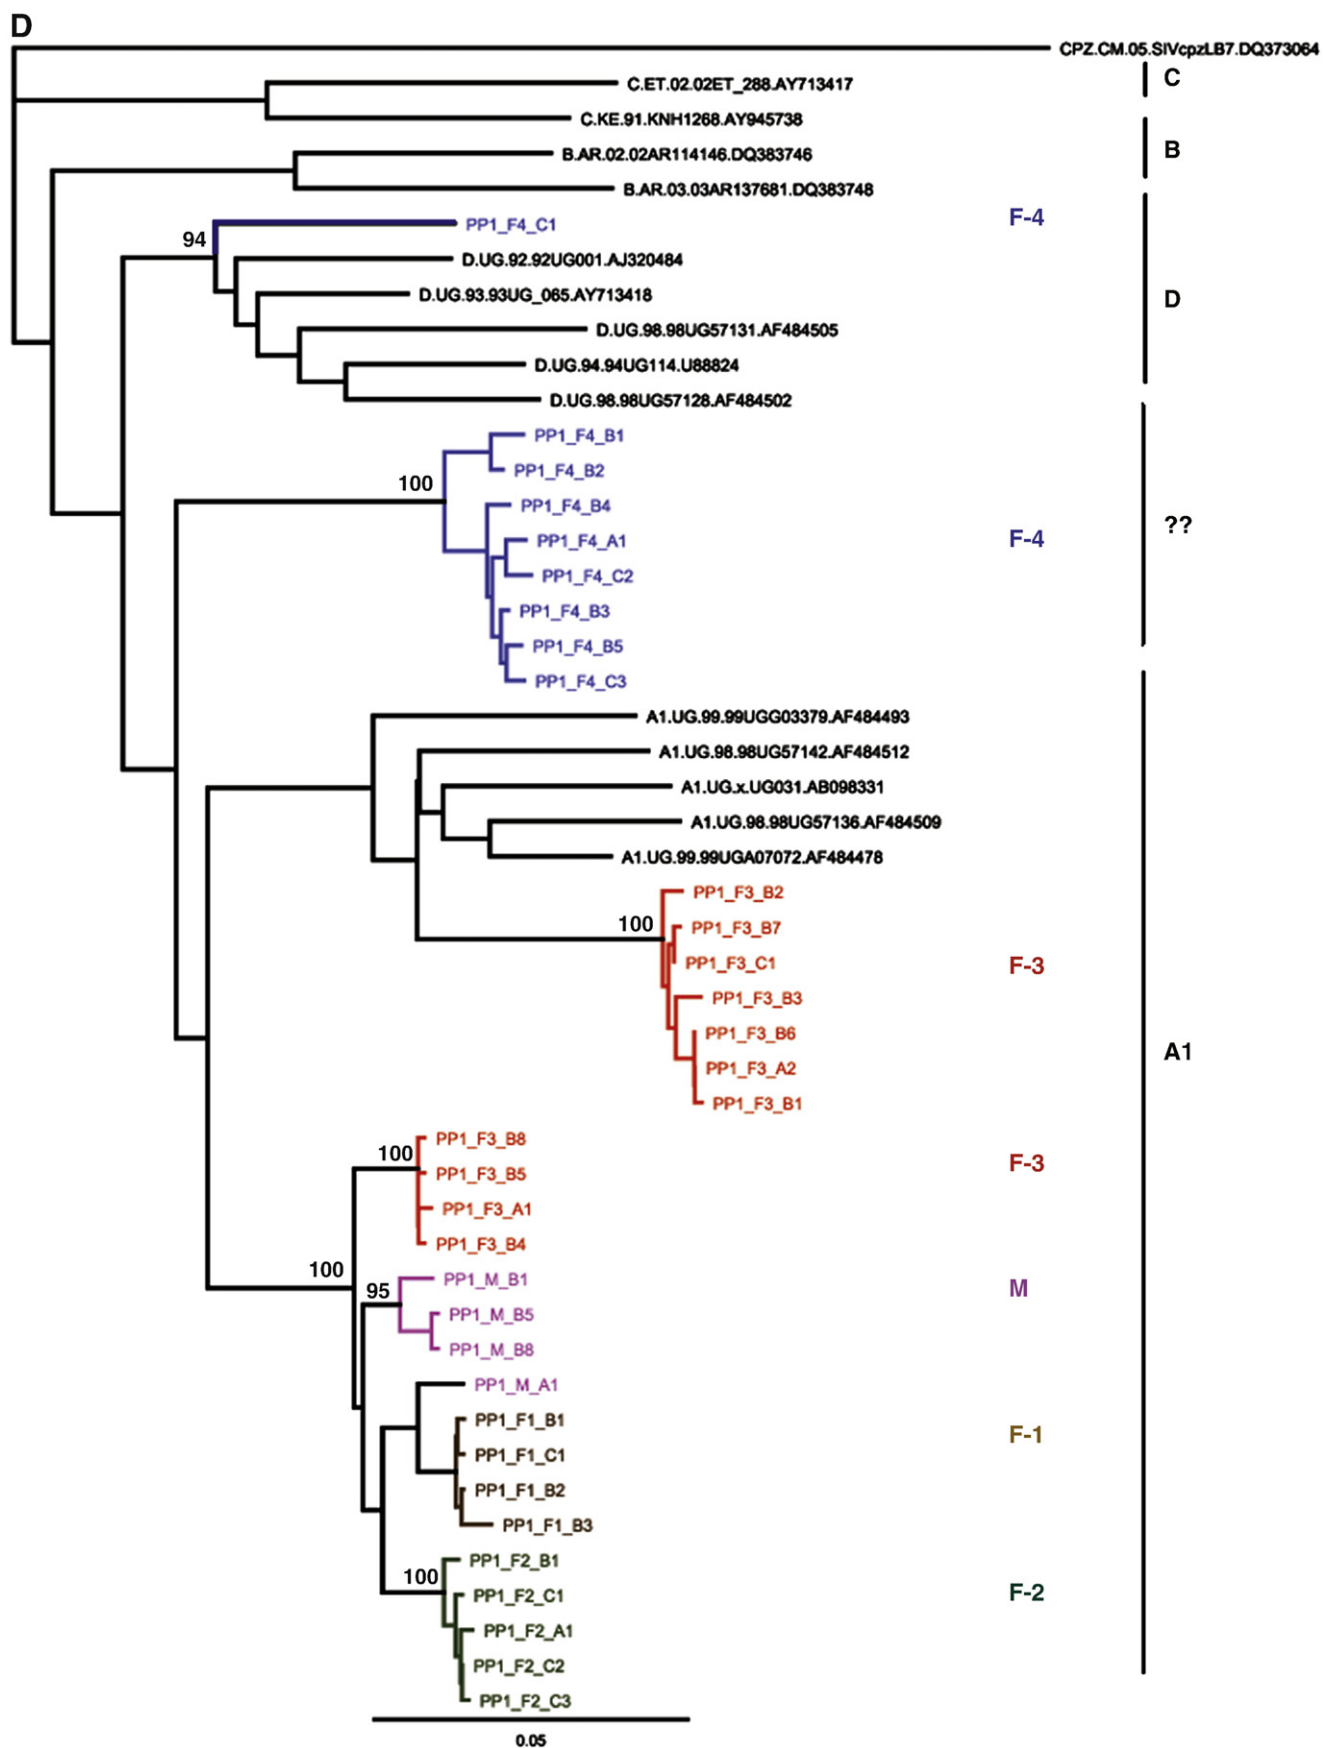 D
CPZ.CM.05.SIVcpzLB7.DQ373064
C.ET.02.02ET_288.AY713417
C
C.KE.91.KNH1268.AY945738
B.AR.02.02AR114146.DQ383746
B
B.AR.03.03AR137681.DQ383748
PP1_F4_C1
F-4
94
D.UG.92.92UG001.AJ320484
D.UG.93.93UG_065.AY713418
D
D.UG.98.98UG57131.AF484505
D.UG.94.94UG114.U88824
D.UG.98.98UG57128.AF484502
PP1_F4_B1
PP1_F4_B2
100
PP1_F4_B4
??
PP1_F4_A1
F-4
PP1_F4_C2
PP1_F4_B3
PP1_F4_B5
PP1_F4_C3
A1.UG.99.99UGG03379.AF484493
A1.UG.98.98UG57142.AF484512
A1.UG.x.UG031.AB098331
A1.UG.98.98UG57136.AF484509
A1.UG.99.99UGA07072.AF484478
PP1_F3_B2
100
PP1_F3_B7
PP1_F3_C1
F-3
PP1_F3_B3
PP1_F3_B6
A1
PP1_F3_A2
PP1_F3_B1
PP1_F3_B8
100
PP1_F3_B5
F-3
PP1_F3_A1
PP1_F3_B4
100
PP1_M_B1
M
95
PP1_M_B5
PP1_M_B8
PP1_M_A1
PP1_F1_B1
F-1
PP1_F1_C1
PP1_F1_B2
PP1_F1_B3
PP1_F2_B1
100
PP1_F2_C1
F-2
PP1_F2_A1
PP1_F2_C2
PP1_F2_C3
0.05